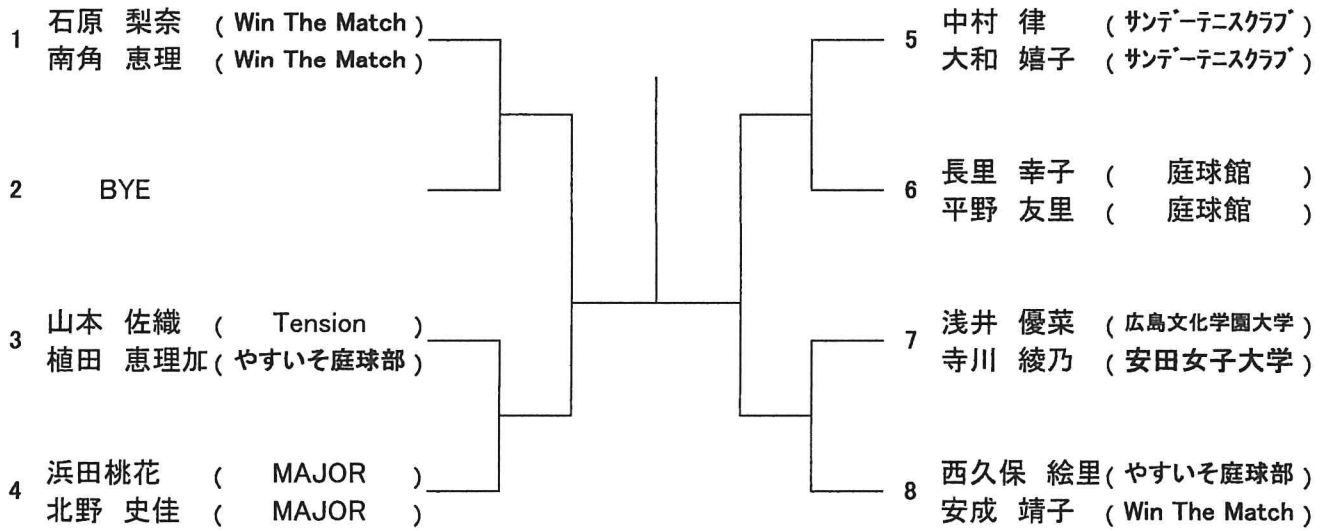 1 石原 梨奈 ( Win The Match )
南角 恵理 ( Win The Match )
2 BYE
3 山本 佐織 ( Tension )
植田 恵理加 ( やすいそ庭球部 )
4 浜田桃花 ( MAJOR )
北野 史佳 ( MAJOR )
5 中村 律 ( サンデーテニスクラブ )
大和 嬉子 ( サンデーテニスクラブ )
6 長里 幸子 ( 庭球館 )
平野 友里 ( 庭球館 )
7 浅井 優菜 ( 広島文化学園大学 )
寺川 綾乃 ( 安田女子大学 )
8 西久保 絵里 ( やすいそ庭球部 )
安成 靖子 ( Win The Match )